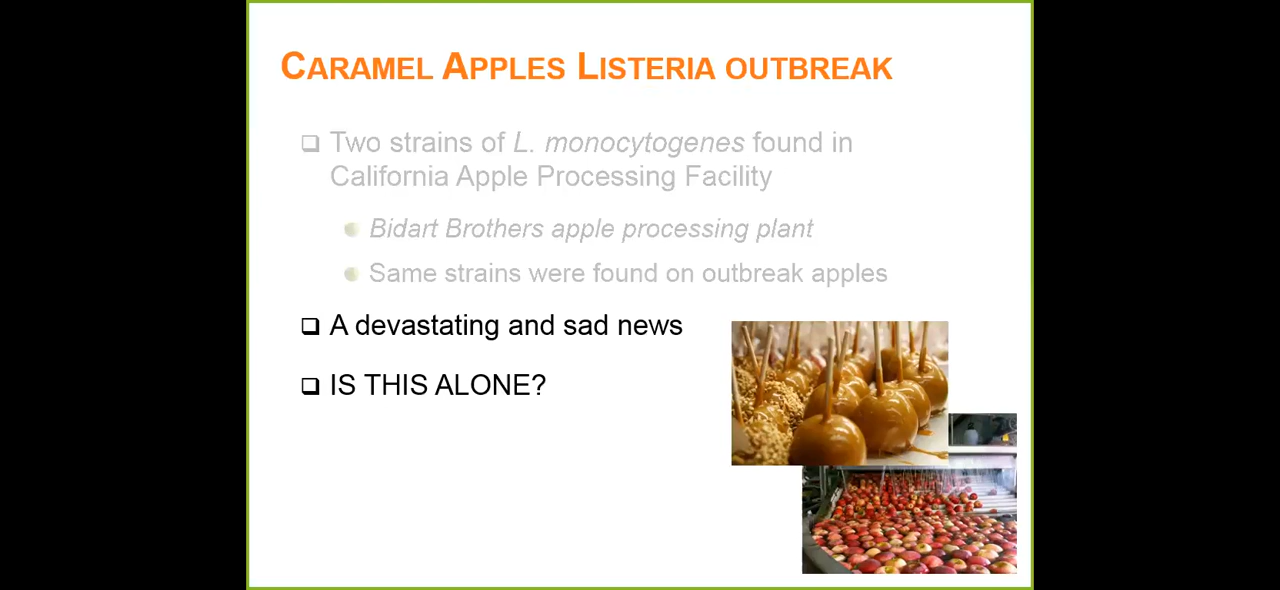 CARAMEL APPLES LISTERIA OUTBREAK
Two strains of L. monocytogenes found in
California Apple Processing Facility
Bidart Brothers apple processing plant
Same strains were found on outbreak apples
A devastating and sad news
IS THIS ALONE?